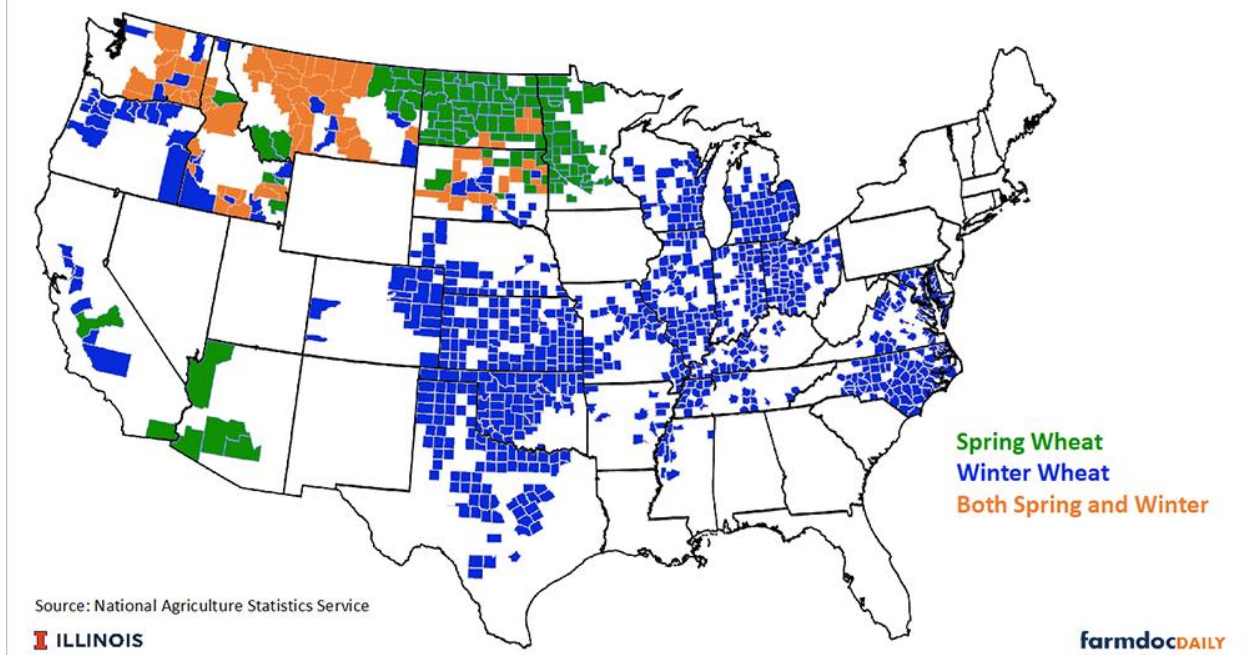 Spring Wheat
Winter Wheat
Both Spring and Winter
Source: National Agriculture Statistics Service
I ILLINOIS
farmdocDAILY